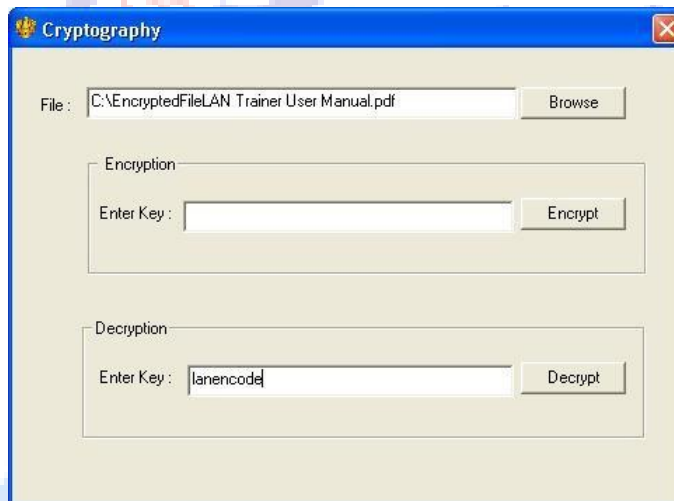 Cryptography
File : C:\EncryptedFileLAN Trainer User Manual.pdf Browse
Encryption
Enter Key : Encrypt
Decryption
Enter Key : lanencode Decrypt